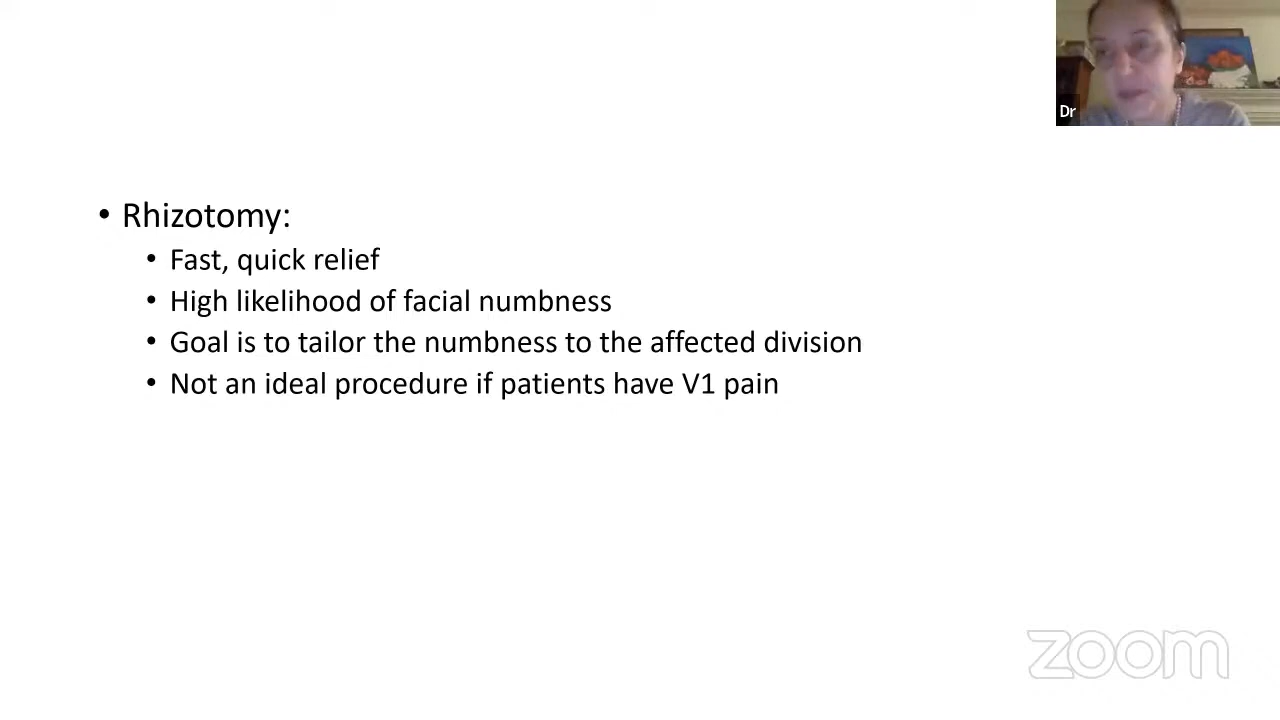 Dr
• Rhizotomy:
• Fast, quick relief
• High likelihood of facial numbness
• Goal is to tailor the numbness to the affected division
• Not an ideal procedure if patients have V1 pain
zoom